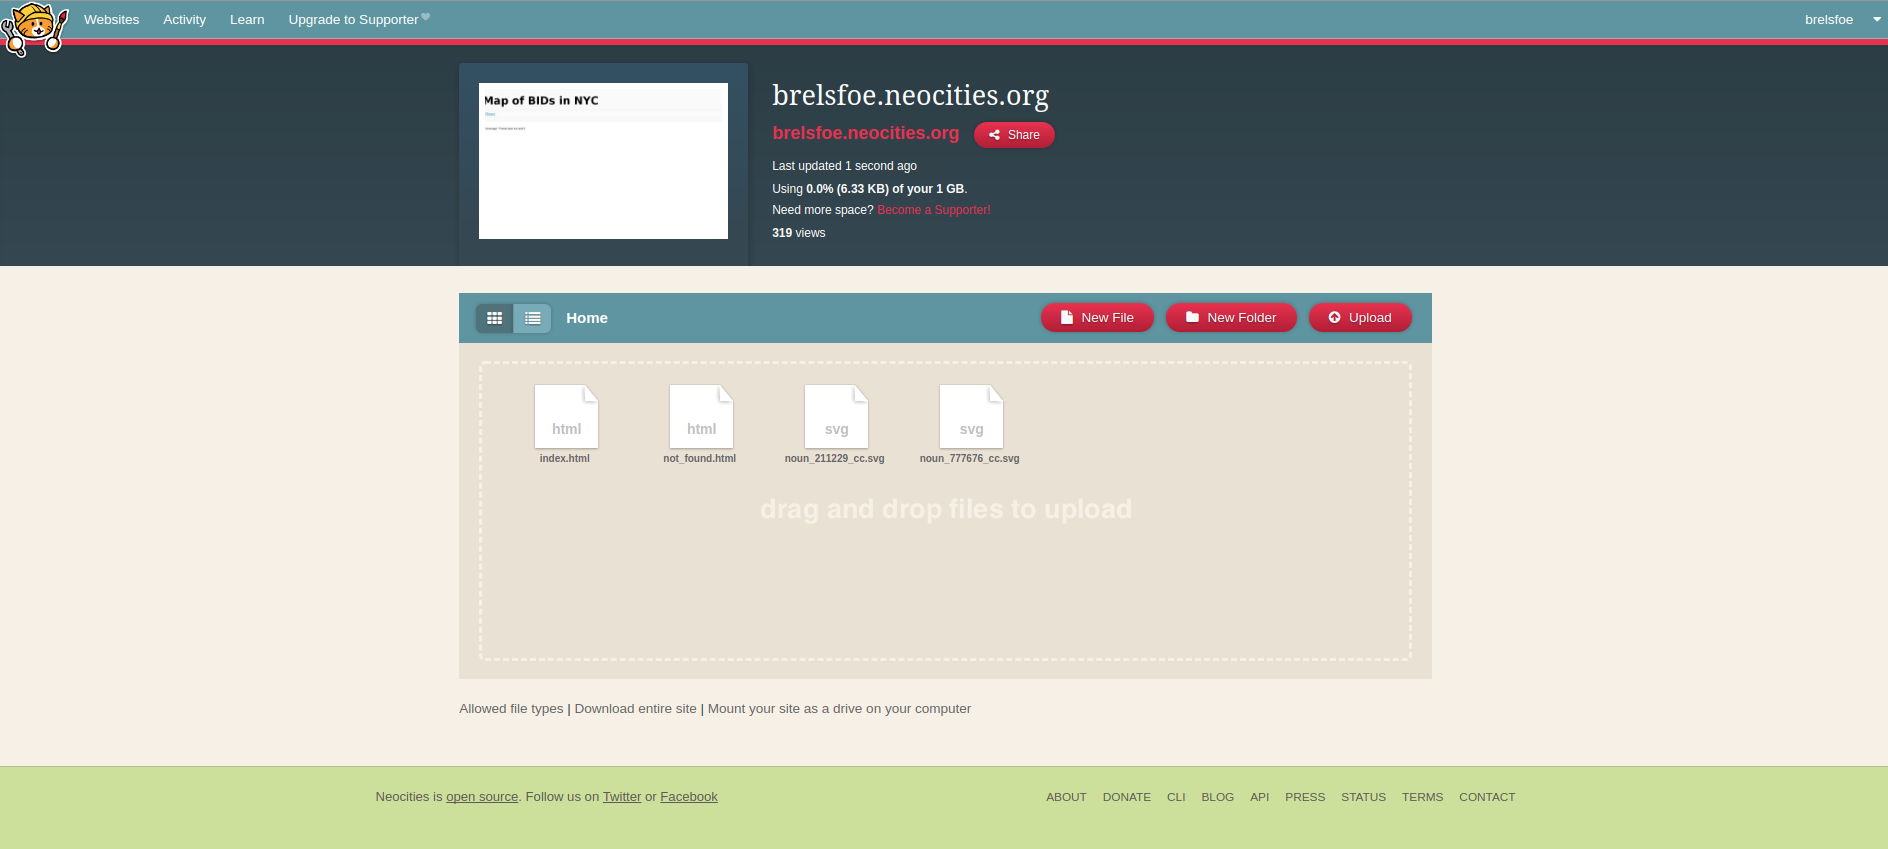 Websites Activity Learn Upgrade to Supporter brelsfoe
Map of BIDs in NYC
brelsfoe.neocities.org
brelsfoe.neocities.org Share
Last updated 1 second ago
Using 0.0% (6.33 KB) of your 1 GB.
Need more space? Become a Supporter!
319 views
Home New File New Folder Upload
html html svg svg
index.html not_found.html noun_211229_cc.svg noun_777676_cc.svg
drag and drop files to upload
Allowed file types | Download entire site | Mount your site as a drive on your computer
Neocities is open source. Follow us on Twitter or Facebook ABOUT DONATE CLI BLOG API PRESS STATUS TERMS CONTACT